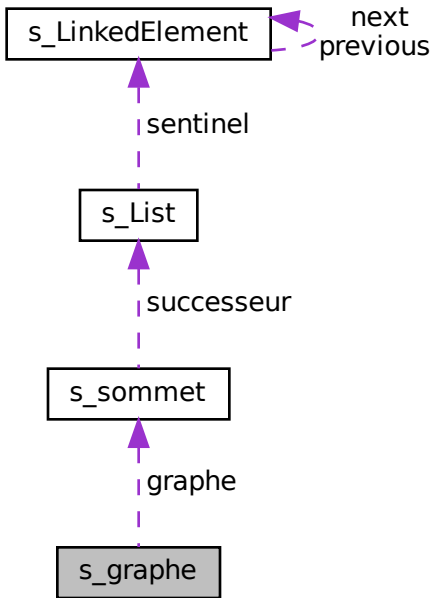 s_LinkedElement
next
previous
sentinel
s_List
successeur
s_sommet
graphe
s_graphe